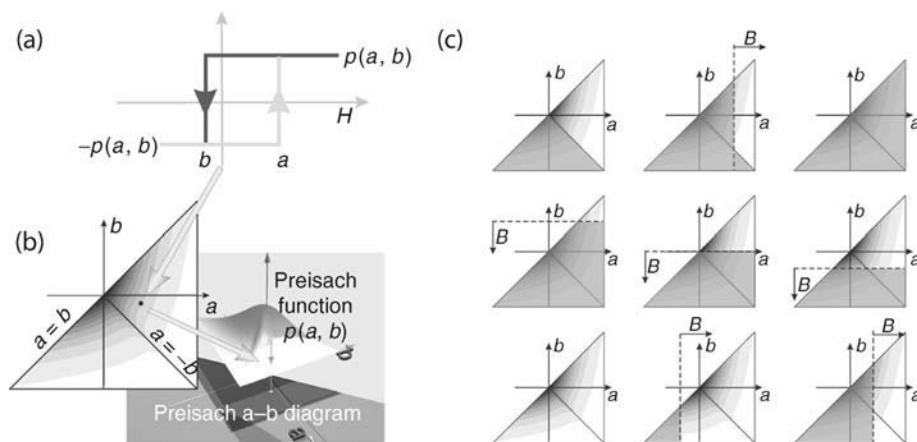 (a)
p(a, b)
H
–p(a, b)
b
a
(b)
b
a
a = b
a = –b
Preisach
function
p(a, b)
Preisach a–b diagram
a
B
(c)
b
a
B
b
a
b
a
b
a
B
b
a
B
b
a
B
b
a
B
b
a
B
b
a